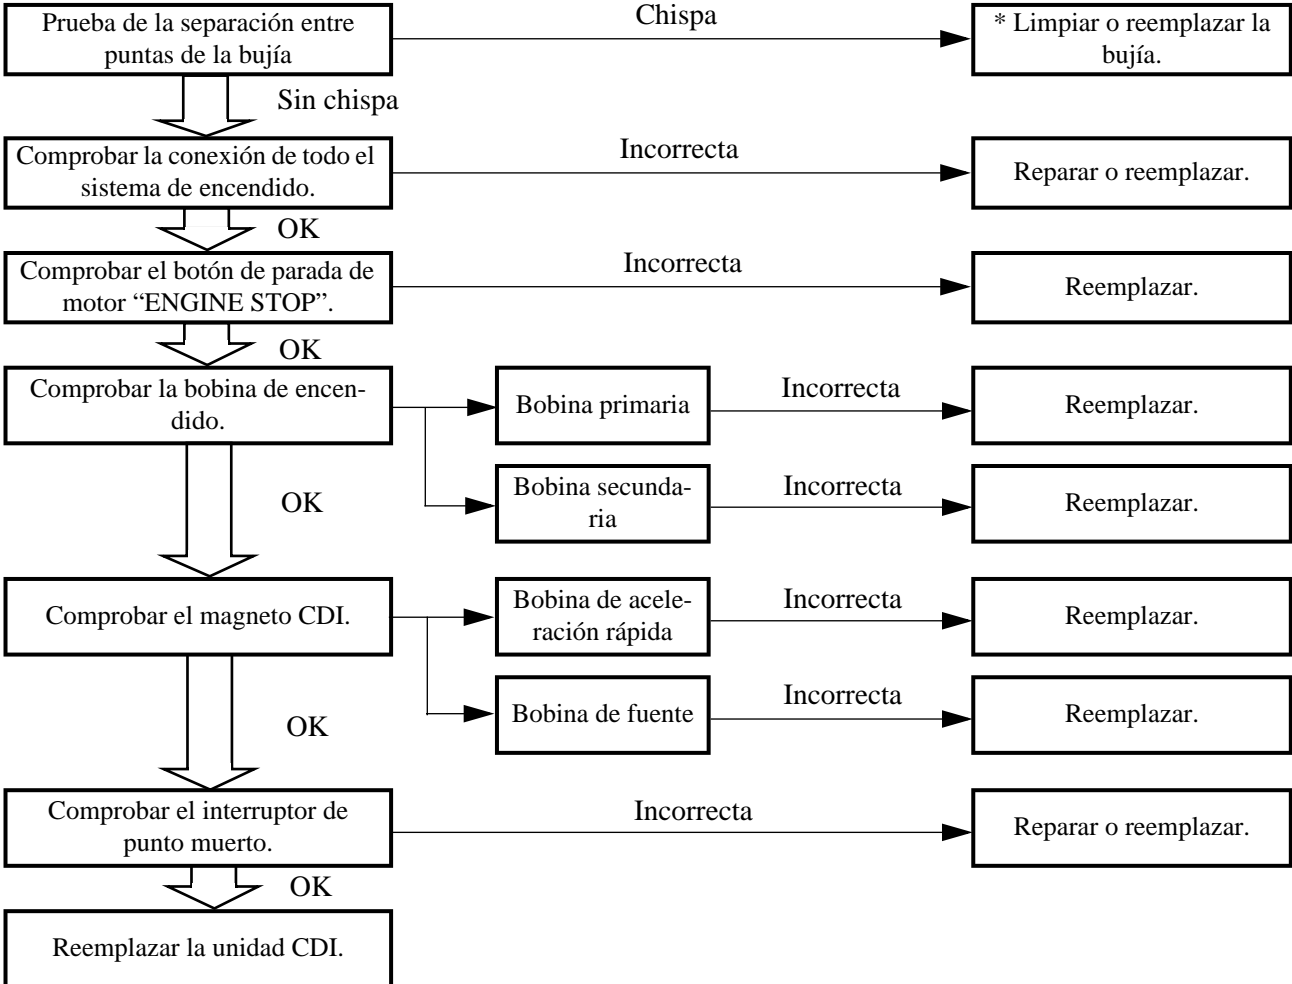 Prueba de la separación entre
puntas de la bujía
Chispa
* Limpiar o reemplazar la
bujía.
Sin chispa
Comprobar la conexión de todo el
sistema de encendido.
Incorrecta
Reparar o reemplazar.
OK
Comprobar el botón de parada de
motor “ENGINE STOP”.
Incorrecta
Reemplazar.
OK
Comprobar la bobina de encen-
dido.
Bobina primaria
Incorrecta
Reemplazar.
Bobina secunda-
ria
Incorrecta
Reemplazar.
OK
Comprobar el magneto CDI.
Bobina de acele-
ración rápida
Incorrecta
Reemplazar.
Bobina de fuente
Incorrecta
Reemplazar.
OK
Comprobar el interruptor de
punto muerto.
Incorrecta
Reparar o reemplazar.
OK
Reemplazar la unidad CDI.